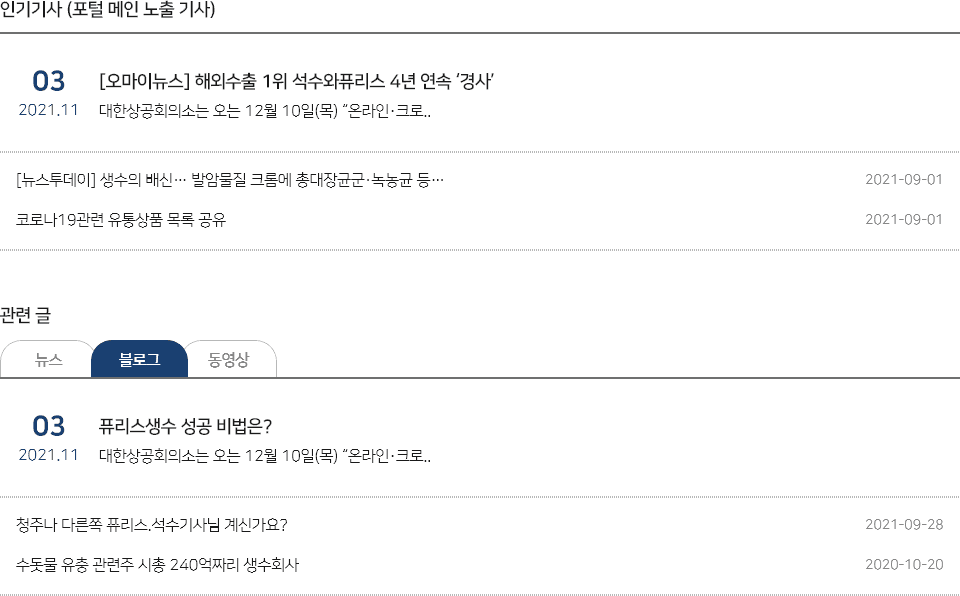 인기기사 (포털 메인 노출 기사)
03
2021.11
[오마이뉴스] 해외수출 1위 석수와퓨리스 4년 연속 ‘경사’
대한상공회의소는 오는 12월 10일(목) “온라인·크로..
[뉴스투데이] 생수의 배신… 발암물질 크롬에 총대장균군·녹농균 등…
2021-09-01
코로나19관련 유통상품 목록 공유
2021-09-01
관련 글
뉴스
블로그
동영상
03
2021.11
퓨리스생수 성공 비법은?
대한상공회의소는 오는 12월 10일(목) “온라인·크로..
청주나 다른쪽 퓨리스.석수기사님 계신가요?
2021-09-28
수돗물 유충 관련주 시총 240억짜리 생수회사
2020-10-20